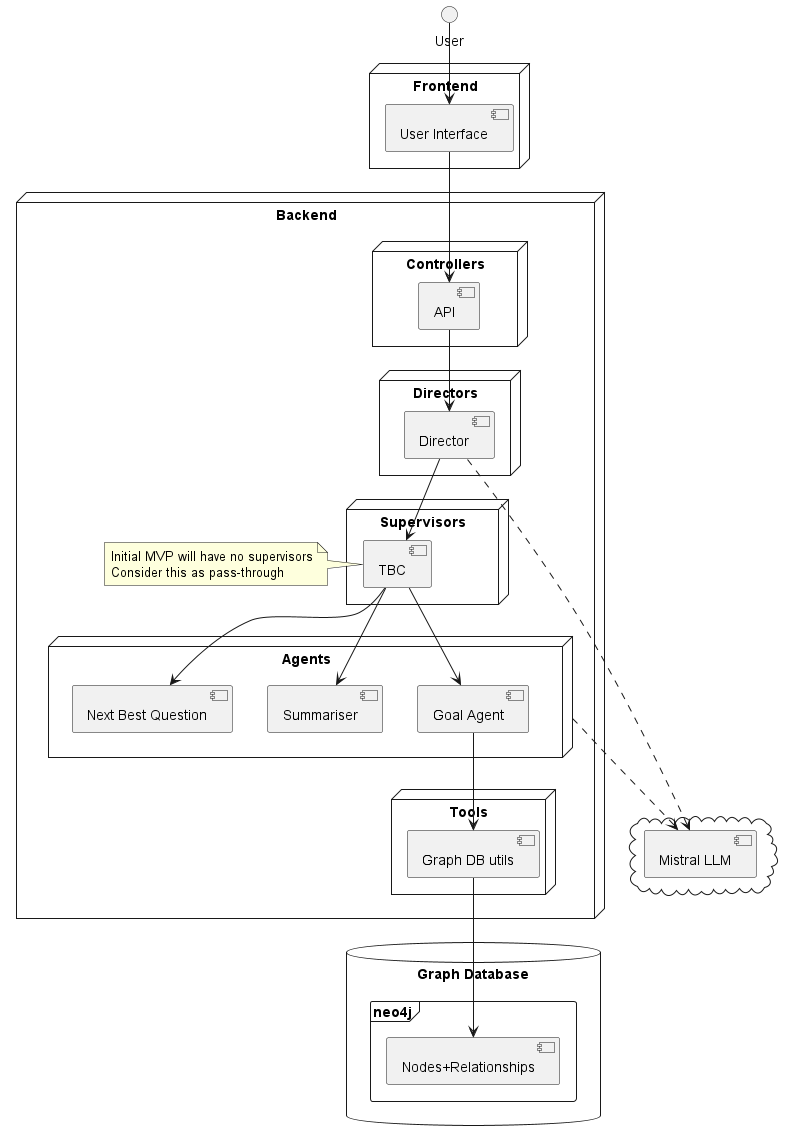 User
Frontend
User Interface
Backend
Controllers
API
Directors
Director
Supervisors
Initial MVP will have no supervisors
Consider this as pass-through
TBC
Agents
Next Best Question
Summariser
Goal Agent
Tools
Graph DB utils
Mistral LLM
Graph Database
neo4j
Nodes+Relationships